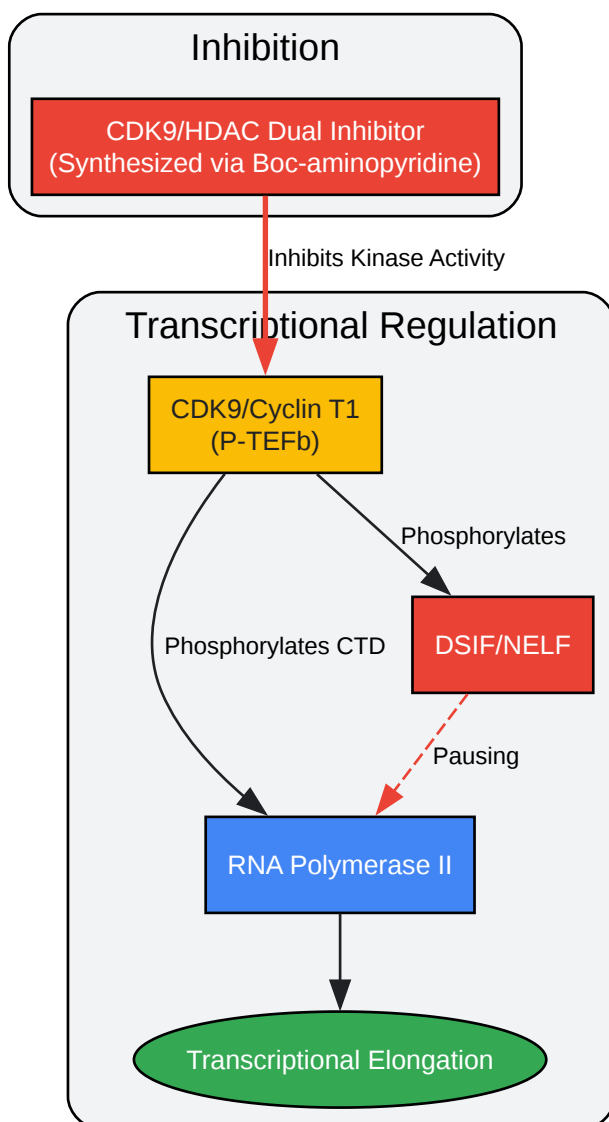 Inhibition
CDK9/HDAC Dual Inhibitor
(Synthesized via Boc-aminopyridine)
Inhibits Kinase Activity
Transcriptional Regulation
CDK9/Cyclin T1
(P-TEFb)
Phosphorylates
DSIF/NELF
Phosphorylates CTD
Pausing
RNA Polymerase II
Transcriptional Elongation